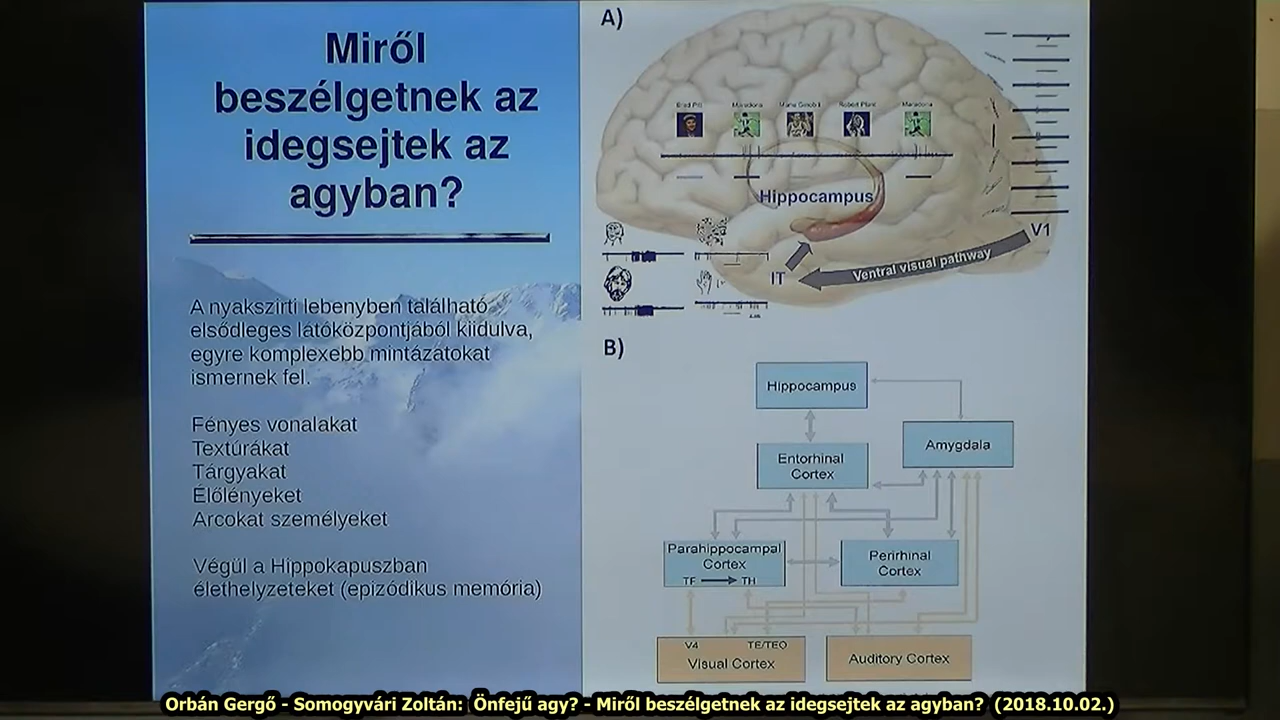 Miről
beszélgetnek az
idegsejtek az
agyban?
A nyakszirti lebenyben található
elsődleges látóközpontjából kiidulva,
egyre komplexebb mintázatokat
ismernek fel.
Fényes vonalakat
Textúrákat
Tárgyakat
Élőlényeket
Arcokat személyeket
Végül a Hippokapuszban
élethelyzeteket (epizódikus memória)
A)
Brad Pitt Maradona Robert Plant Maradona
Hippocampus
V1
IT
Ventral visual pathway
B)
Hippocampus
Amygdala
Entorhinal
Cortex
Parahippocampal
Cortex
TF TH
Perirhinal
Cortex
V4 TE/TEO
Visual Cortex
Auditory Cortex
Orbán Gergő - Somogyvári Zoltán: Önfejű agy? - Miről beszélgetnek az idegsejtek az agyban? (2018.10.02.)